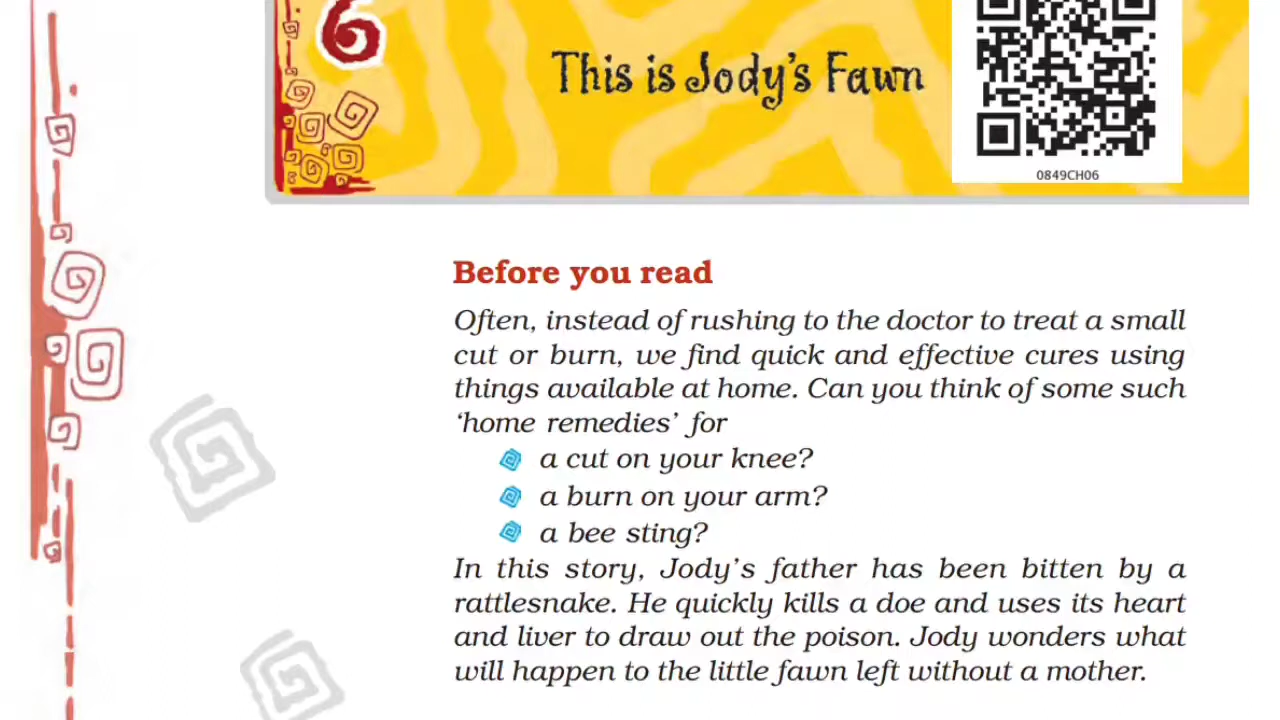 6
This is Jody's Fawn
0849CH06
Before you read
Often, instead of rushing to the doctor to treat a small
cut or burn, we find quick and effective cures using
things available at home. Can you think of some such
‘home remedies’ for
a cut on your knee?
a burn on your arm?
a bee sting?
In this story, Jody’s father has been bitten by a
rattlesnake. He quickly kills a doe and uses its heart
and liver to draw out the poison. Jody wonders what
will happen to the little fawn left without a mother.